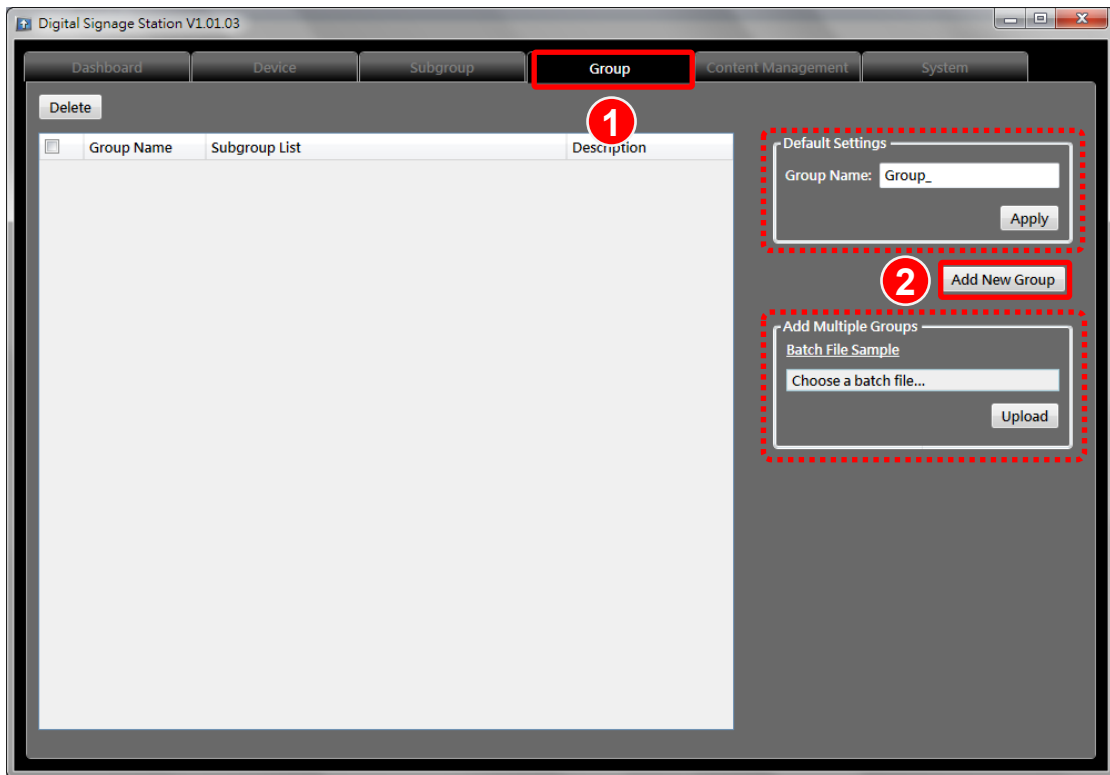 Digital Signage Station V1.01.03
Dashboard Device Subgroup Group Content Management System
Delete
1
Group Name Subgroup List Description
Default Settings
Group Name: Group_
Apply
2 Add New Group
Add Multiple Groups
Batch File Sample
Choose a batch file...
Upload